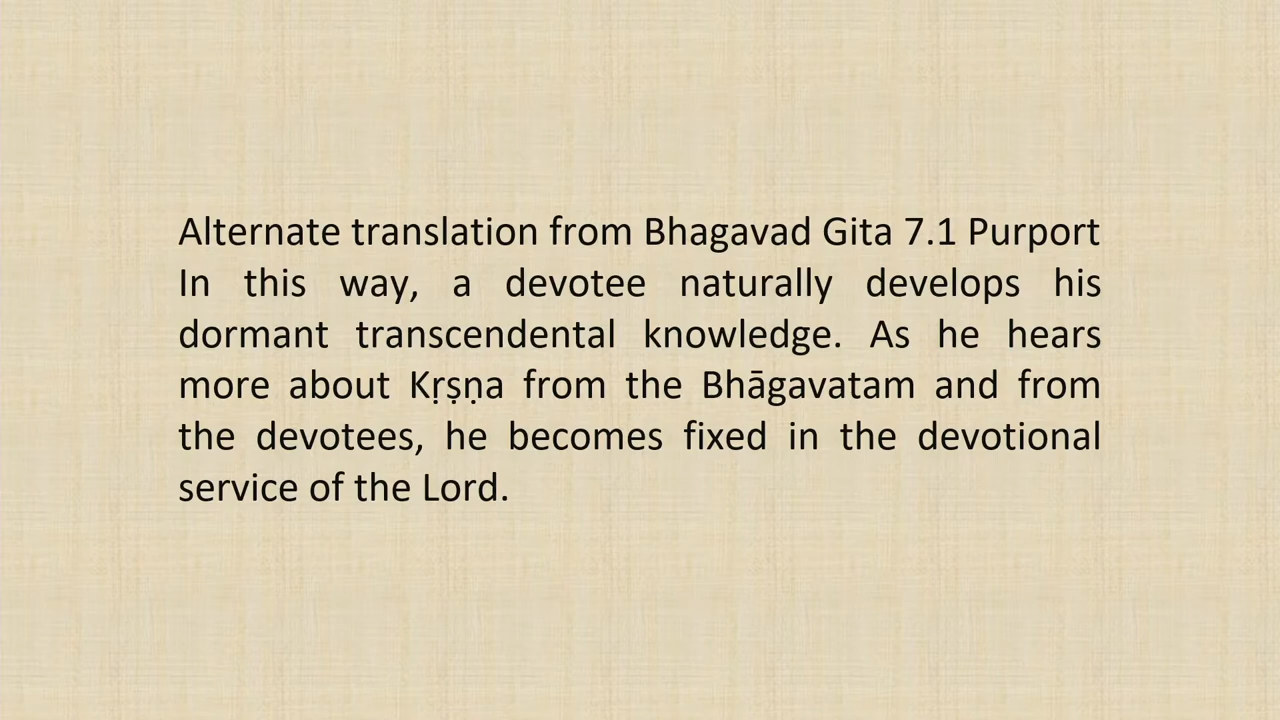 Alternate translation from Bhagavad Gita 7.1 Purport
In this way, a devotee naturally develops his
dormant transcendental knowledge. As he hears
more about Kṛṣṇa from the Bhāgavatam and from
the devotees, he becomes fixed in the devotional
service of the Lord.